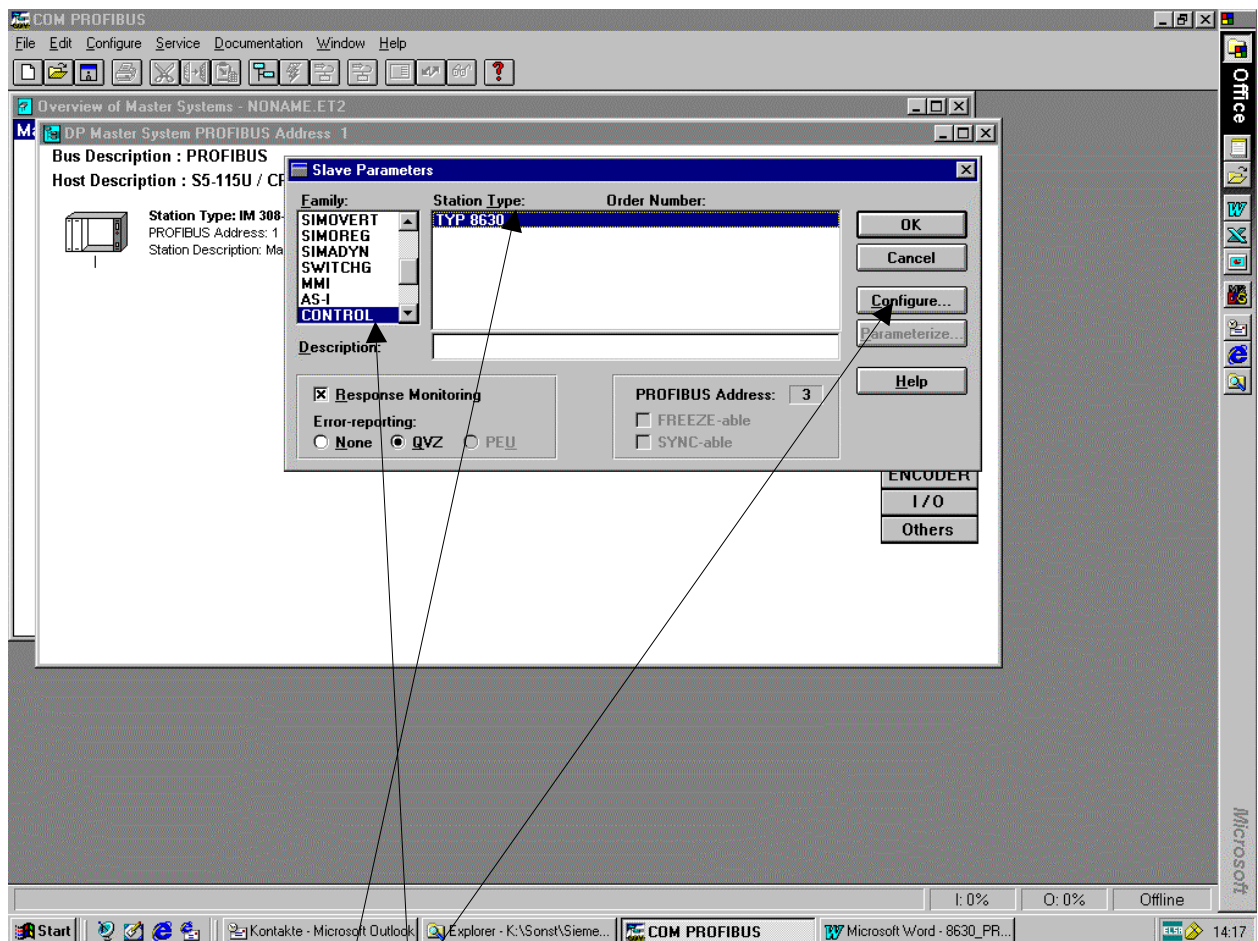 COM PROFIBUS
File Edit Configure Service Documentation Window Help
Overview of Master Systems - NONAME.ET2
Ma
DP Master System PROFIBUS Address 1
Bus Description : PROFIBUS
Host Description : S5-115U / CP
Station Type: IM 308-
PROFIBUS Address: 1
Station Description: Ma
Slave Parameters
Family: Station Type: Order Number:
SIMOVERT
SIMOREG
SIMADYN
SWITCHG
MMI
AS-I
CONTROL
TYP 8630
OK
Cancel
Configure...
Parameterize...
Help
Description:
Response Monitoring
Error-reporting:
None QVZ PEU
PROFIBUS Address: 3
FREEZE-able
SYNC-able
ENCODER
I / O
Others
Office
Microsoft
I: 0% O: 0% Offline
Start Kontakte - Microsoft Outlook Explorer - K:\Sonst\Sieme... COM PROFIBUS Microsoft Word - 8630_PR... ELSA 14:17